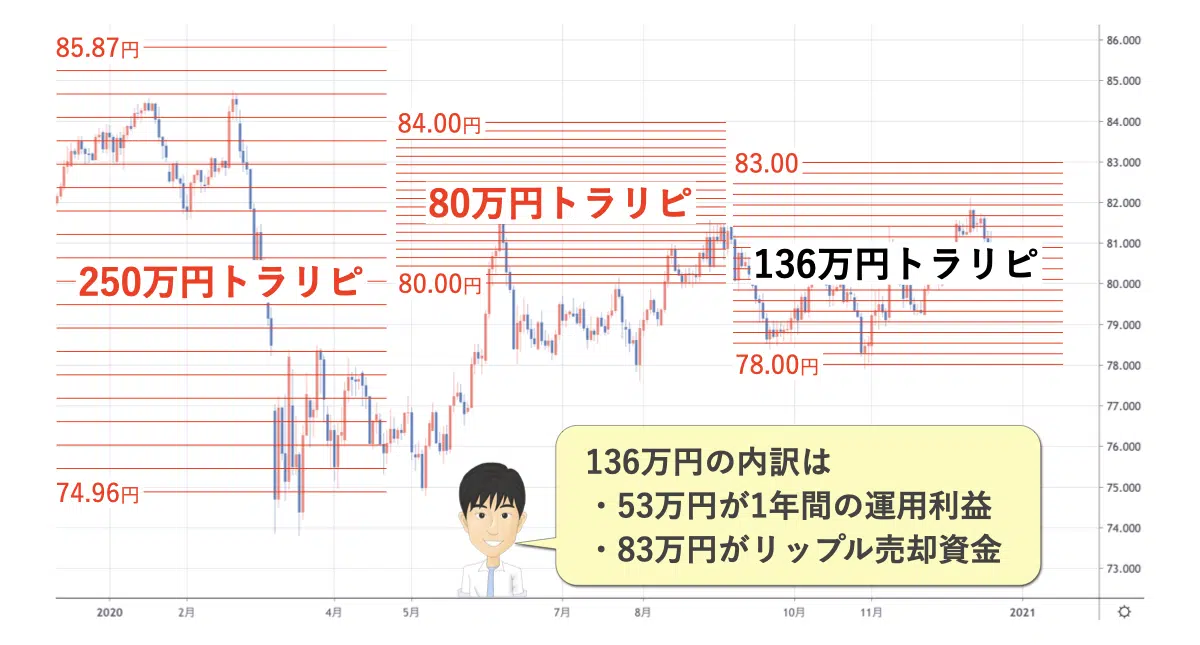 85.87円
84.00円
83.00
80万円トラリピ
136万円トラリピ
250万円トラリピ
80.00円
78.00円
74.96円
136万円の内訳は
・53万円が1年間の運用利益
・83万円がリップル売却資金
86.000
85.000
84.000
83.000
82.000
81.000
80.000
79.000
78.000
77.000
76.000
75.000
74.000
73.000
2020 2月 4月 5月 7月 8月 10月 11月 2021